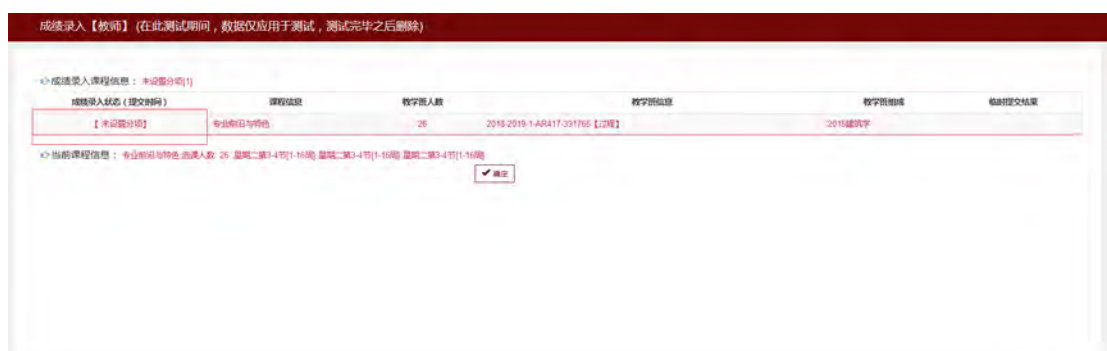 成绩录入【教师】 (在此测试期间，数据仅应用于测试，测试完毕之后删除)
成绩录入课程信息： 未设置分项[1]
成绩录入状态（提交时间） 课程信息 教学班人数 教学班信息 教学班组成 临时提交结果
【 未设置分项】 专业前沿与特色 26 2018-2019-1-AR417-331765【过程】 2015建筑学
当前课程信息： 专业前沿与特色 选课人数: 26 星期二第3-4节[1-16周] 星期二第3-4节[1-16周] 星期二第3-4节[1-16周]
确定